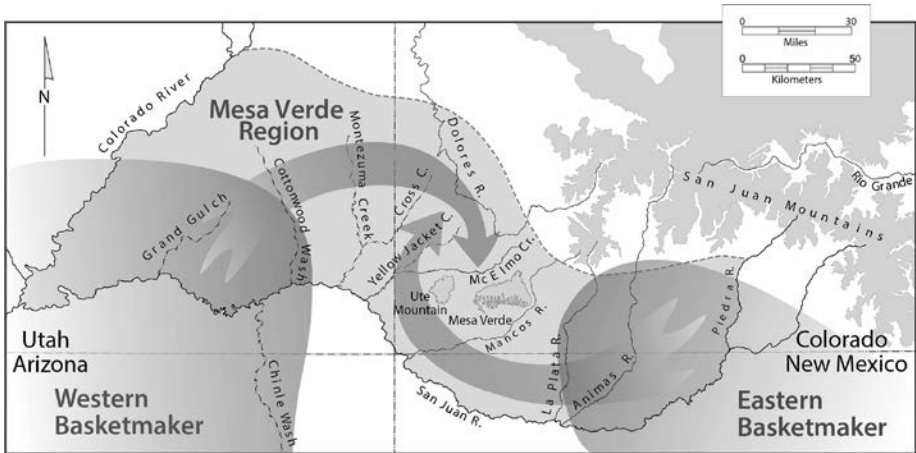 0 30
Miles
0 50
Kilometers
N
Colorado River
Mesa Verde
Region
Montezuma Creek
Cottonwood Wash
Cross C.
Dolores R.
Rio Grande
San Juan Mountains
Grand Gulch
Yellow Jacket C.
Mc Elmo Cr.
Ute
Mountain
Mesa Verde
Mancos R.
Piedra R.
Utah
Arizona
Colorado
New Mexico
La Plata R.
Animas R.
Chinle Wash
San Juan R.
Western
Basketmaker
Eastern
Basketmaker